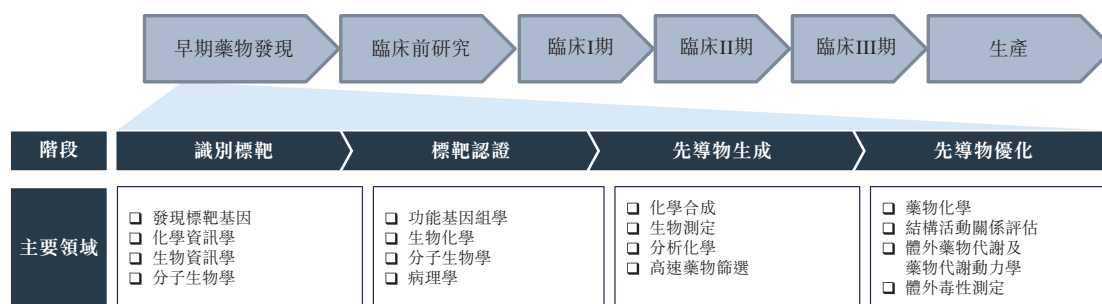 早期藥物發現
臨床前研究
臨床I期
臨床II期
臨床III期
生產
階段
識別標靶
標靶認證
先導物生成
先導物優化
主要領域
❑ 發現標靶基因
❑ 化學資訊學
❑ 生物資訊學
❑ 分子生物學
❑ 功能基因組學
❑ 生物化學
❑ 分子生物學
❑ 病理學
❑ 化學合成
❑ 生物測定
❑ 分析化學
❑ 高速藥物篩選
❑ 藥物化學
❑ 結構活動關係評估
❑ 體外藥物代謝及
藥物代謝動力學
❑ 體外毒性測定